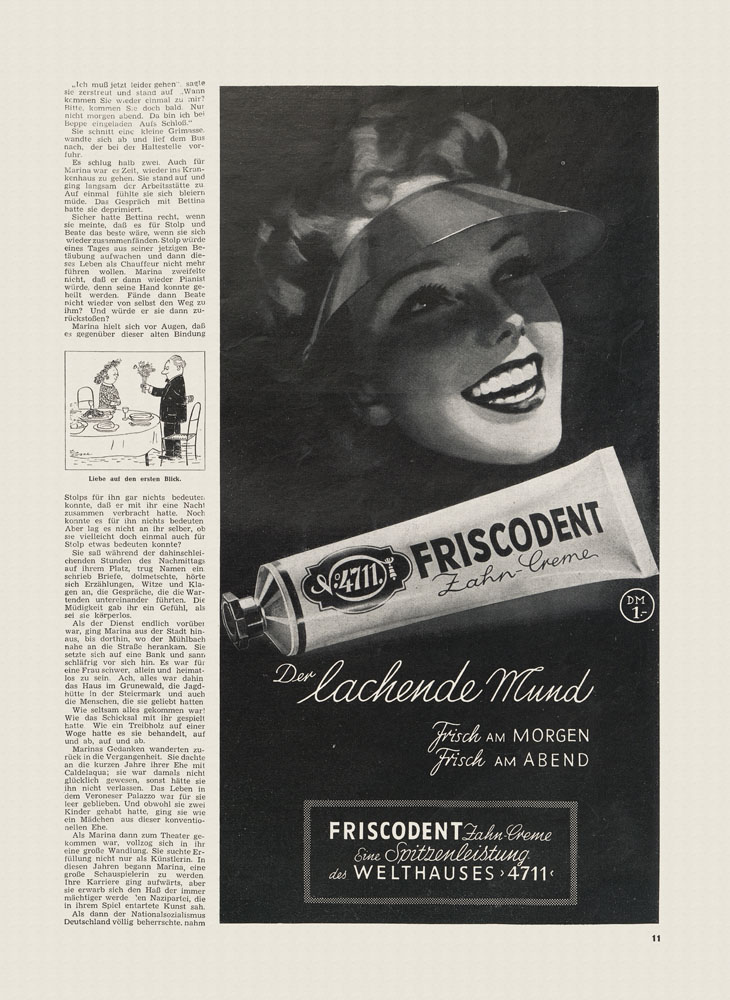 „Ich muß jetzt leider gehen“ sagte
sie zerstreut und stand auf „Wann
kommen Sie wieder einmal zu mir?
Bitte, kommen Sie doch bald. Nur
nicht morgen abend. Da bin ich bei
Beppe eingeladen Aufs Schloß.“
Sie schnitt eine kleine Grimasse,
wandte sich ab und lief dem Bus
nach, der bei der Haltestelle vor-
fuhr.
Es schlug halb zwei. Auch für
Marina war es Zeit, wieder ins Kran-
kenhaus zu gehen. Sie stand auf und
ging langsam der Arbeitsstätte zu.
Auf einmal fühlte sie sich bleiern
müde. Das Gespräch mit Bettina
hatte sie deprimiert.
Sicher hatte Bettina recht, wenn
sie meinte, daß es für Stolp und
Beate das beste wäre, wenn sie sich
wieder zusammenfänden. Stolp würde
eines Tages aus seiner jetzigen Be-
täubung aufwachen und dann die-
ses Leben als Chauffeur nicht mehr
führen wollen. Marina zweifelte
nicht, daß er dann wieder Pianist
würde, denn seine Hand konnte ge-
heilt werden. Fände dann Beate
nicht wieder von selbst den Weg zu
ihm? Und würde er sie dann zu-
rückstoßen?
Marina hielt sich vor Augen, daß
es gegenüber dieser alten Bindung
Liebe auf den ersten Blick.
Stolps für ihn gar nichts bedeuten
konnte, daß er mit ihr eine Nacht
zusammen verbracht hatte. Noch
konnte es für ihn nichts bedeuten
Aber lag es nicht an ihr selber, ob
sie vielleicht doch einmal auch für
Stolp etwas bedeuten konnte?
Sie saß während der dahinschlei-
chenden Stunden des Nachmittags
auf ihrem Platz, trug Namen ein
schrieb Briefe, dolmetschte, hörte
sich Erzählungen, Witze und Kla-
gen an, die Gespräche, die die War-
tenden untereinander führten. Die
Müdigkeit gab ihr ein Gefühl, als
sei sie körperlos.
Als der Dienst endlich vorüber
war, ging Marina aus der Stadt hin-
aus, bis dorthin, wo der Mühlbach
nahe an die Straße herankam. Sie
setzte sich auf eine Bank und sann
schläfrig vor sich hin. Es war für
eine Frau schwer, allein und heimat-
los zu sein. Ach, alles war dahin
das Haus im Grunewald, die Jagd-
hütte in der Steiermark und auch
die Menschen, die sie geliebt hatten
Wie seltsam alles gekommen war!
Wie das Schicksal mit ihr gespielt
hatte. Wie ein Treibholz auf einer
Woge hatte es sie behandelt, auf
und ab, auf und ab.
Marinas Gedanken wanderten zu-
rück in die Vergangenheit. Sie dachte
an die kurzen Jahre ihrer Ehe mit
Caldelaqua; sie war damals nicht
glücklich gewesen, sonst hätte sie
ihn nicht verlassen. Das Leben in
dem Veroneser Palazzo war für sie
leer geblieben. Und obwohl sie zwei
Kinder gehabt hatte, ging sie wie
ein Mädchen aus dieser konventio-
nellen Ehe.
Als Marina dann zum Theater ge-
kommen war, vollzog sich in ihr
eine große Wandlung. Sie suchte Er-
füllung nicht nur als Künstlerin. In
diesen Jahren begann Marina, eine
große Schauspielerin zu werden
Ihre Karriere ging aufwärts, aber
sie erwarb sich den Haß der immer
mächtiger werdenden Nazipartei, die
in ihrem Spiel entartete Kunst sah.
Als dann der Nationalsozialismus
Deutschland völlig beherrschte, nahm
No 4711.
FRISCODENT
Zahn-Creme
DM
1.-
Der lachende Mund
Frisch AM MORGEN
Frisch AM ABEND
FRISCODENT Zahn-Creme
Eine Spitzenleistung
des WELTHAUSES ›4711‹
11